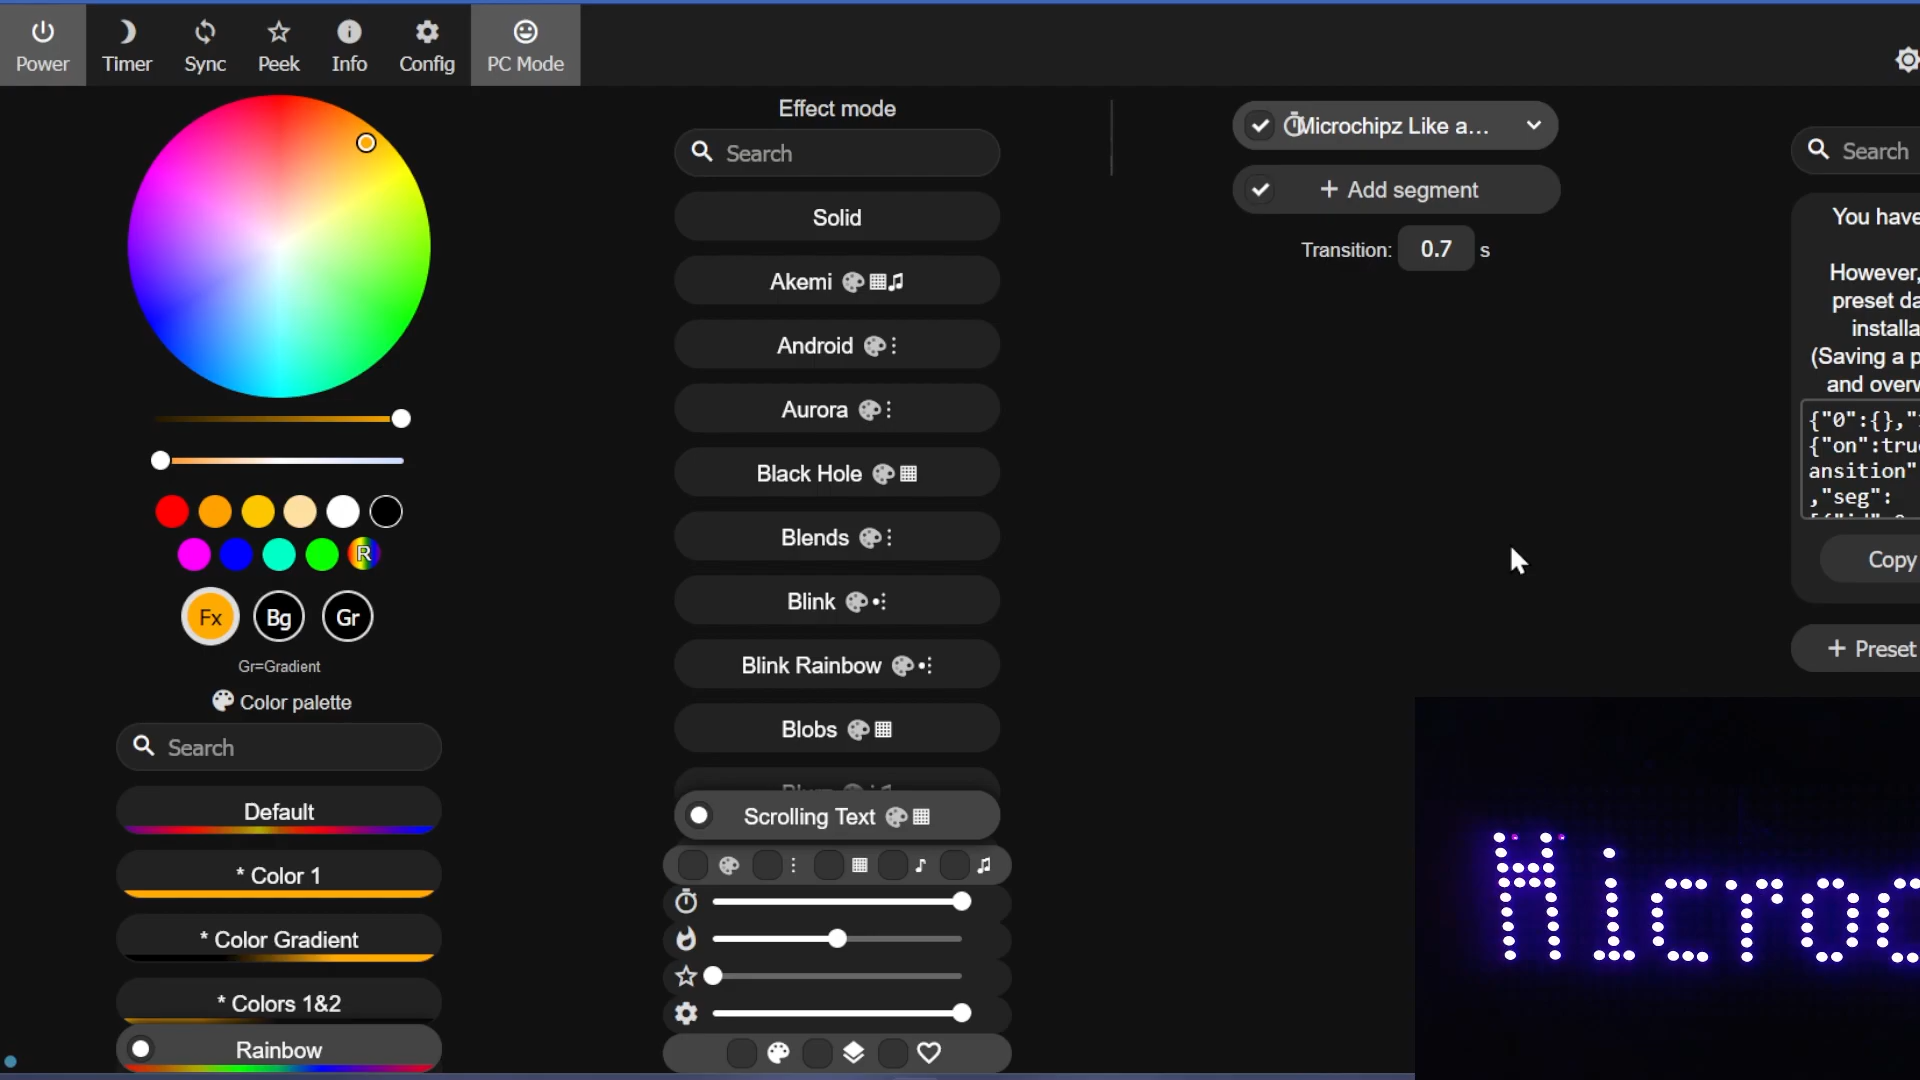 Power Timer Sync Peek Info Config PC Mode
Fx Bg Gr
R
Gr=Gradient
Color palette
Search
Default
* Color 1
* Color Gradient
* Colors 1&2
Rainbow
Effect mode
Search
Solid
Akemi
Android
Aurora
Black Hole
Blends
Blink
Blink Rainbow
Blobs
Scrolling Text
Microchipz Like a...
+ Add segment
Transition: 0.7 s
Search
You have
However,
preset da
installa
(Saving a p
and overw
{"0":{},"
{"on":true
ansition"
,"seg":
Copy
+ Preset
Microc